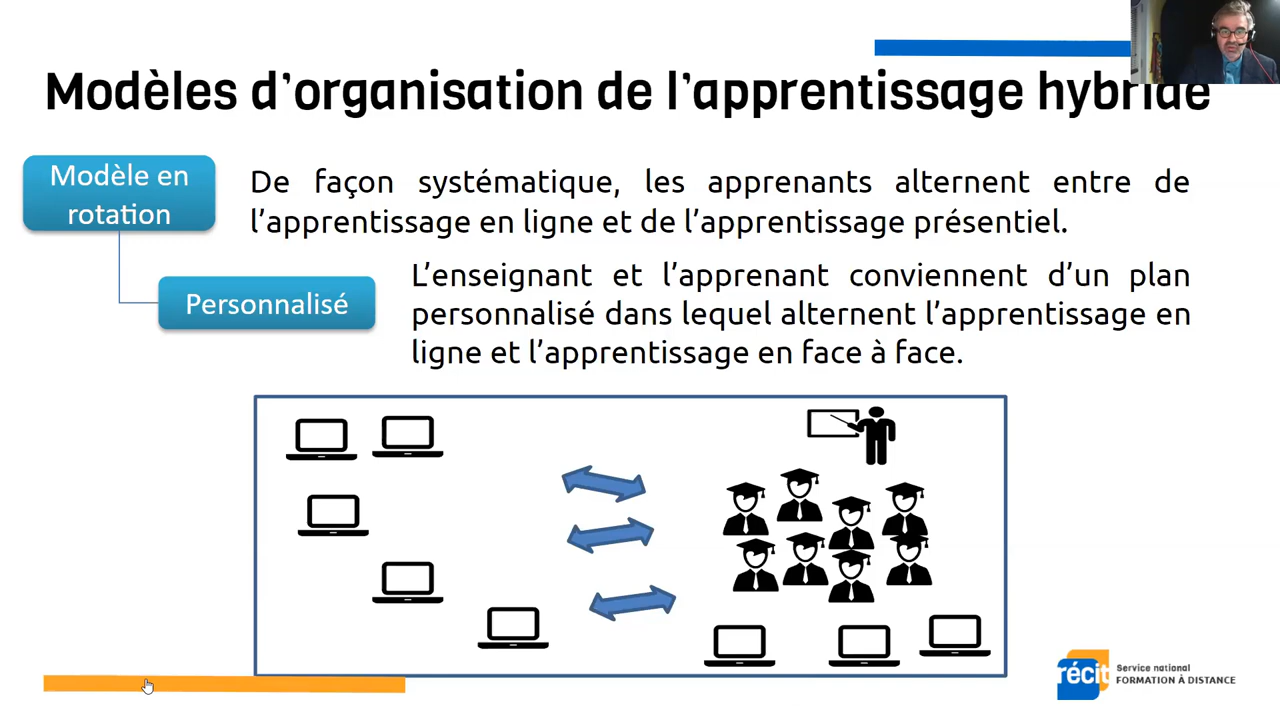 Modèles d'organisation de l'apprentissage hybride
Modèle en
rotation
De façon systématique, les apprenants alternent entre de
l'apprentissage en ligne et de l'apprentissage présentiel.
Personnalisé
L'enseignant et l'apprenant conviennent d'un plan
personnalisé dans lequel alternent l'apprentissage en
ligne et l'apprentissage en face à face.
récit
Service national
FORMATION À DISTANCE